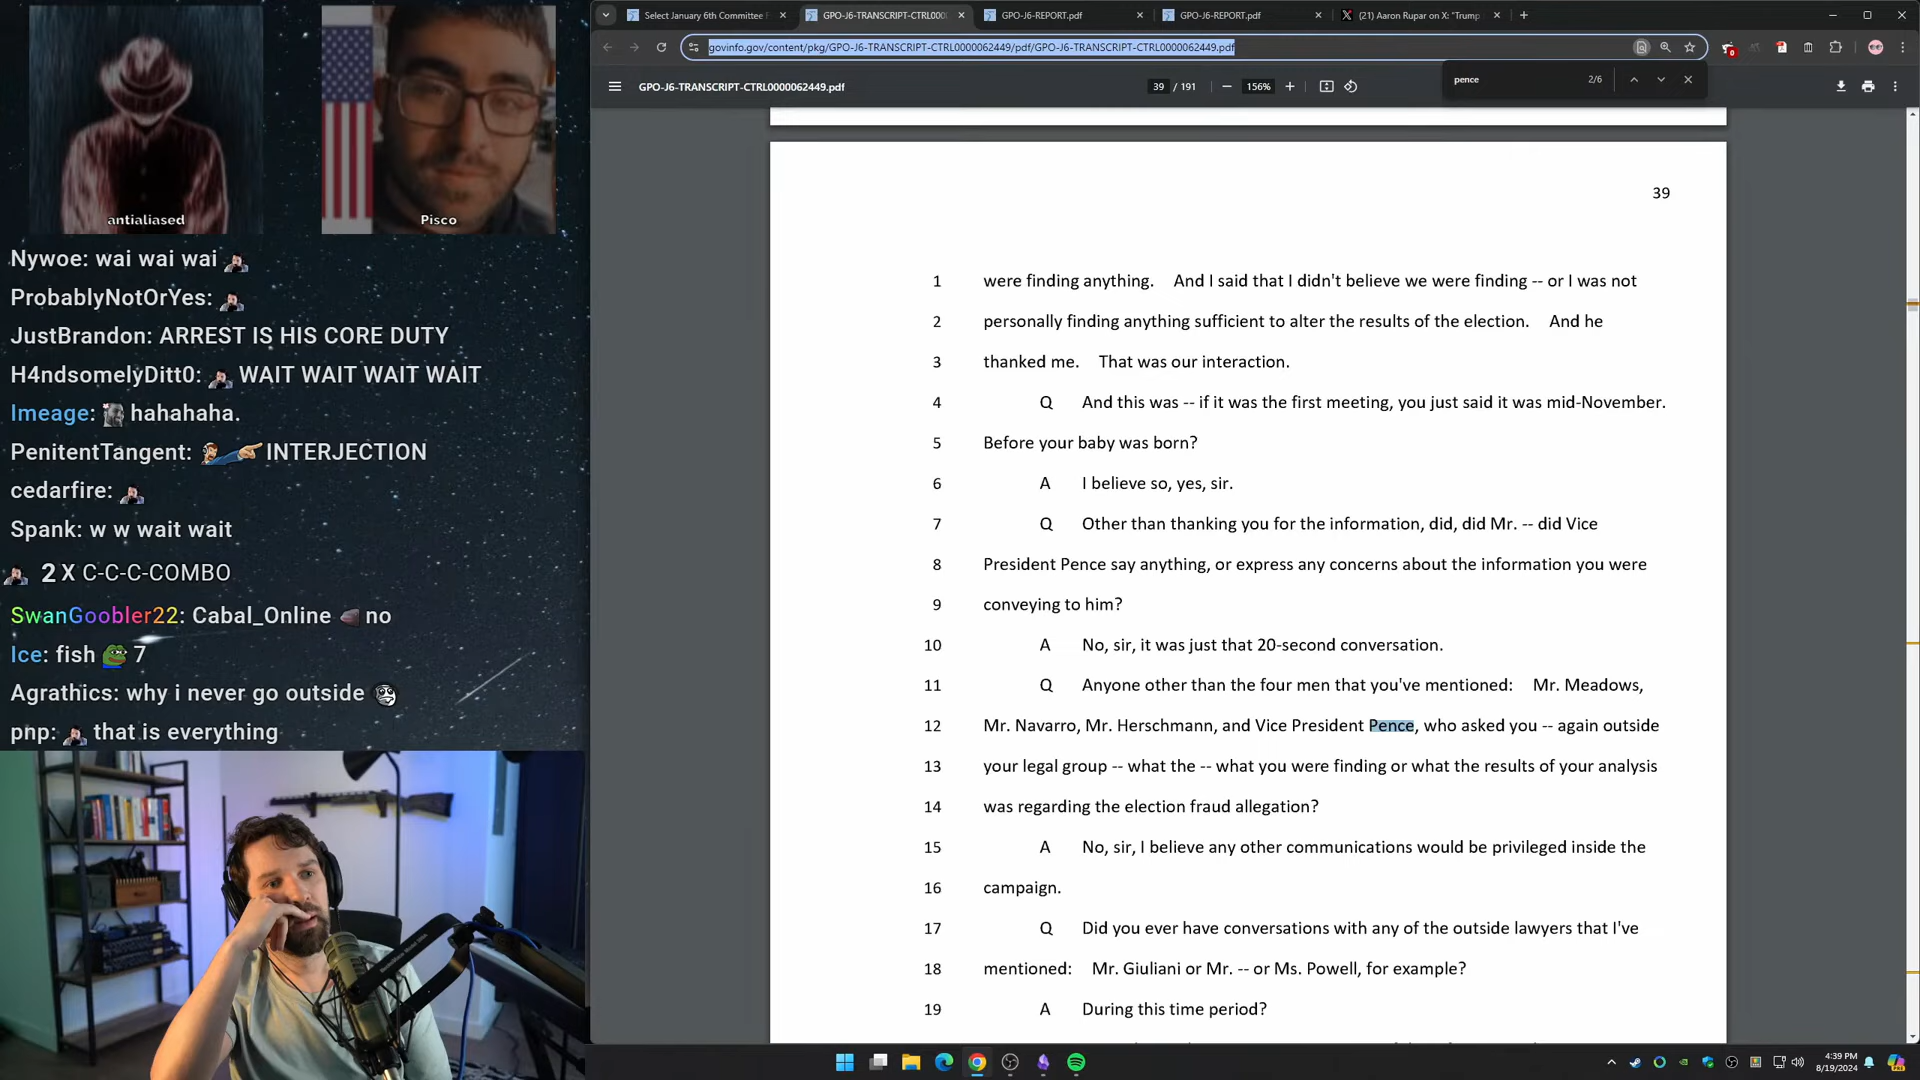 Select January 6th Committee F
GPO-J6-TRANSCRIPT-CTRL000
GPO-J6-REPORT.pdf
GPO-J6-REPORT.pdf
(21) Aaron Rupar on X: "Trump
govinfo.gov/content/pkg/GPO-J6-TRANSCRIPT-CTRL0000062449/pdf/GPO-J6-TRANSCRIPT-CTRL0000062449.pdf
0
pence 2/6
GPO-J6-TRANSCRIPT-CTRL0000062449.pdf
39 / 191
156%
antialiased
Pisco
Nywoe: wai wai wai
ProbablyNotOrYes:
JustBrandon: ARREST IS HIS CORE DUTY
H4ndsomelyDitt0: WAIT WAIT WAIT WAIT
Imeage: hahahaha.
PenitentTangent: INTERJECTION
cedarfire:
Spank: w w wait wait
2 X C-C-C-COMBO
SwanGoobler22: Cabal_Online no
Ice: fish 7
Agrathics: why i never go outside
pnp: that is everything
39
1 were finding anything. And I said that I didn't believe we were finding -- or I was not
2 personally finding anything sufficient to alter the results of the election. And he
3 thanked me. That was our interaction.
4 Q And this was -- if it was the first meeting, you just said it was mid-November.
5 Before your baby was born?
6 A I believe so, yes, sir.
7 Q Other than thanking you for the information, did, did Mr. -- did Vice
8 President Pence say anything, or express any concerns about the information you were
9 conveying to him?
10 A No, sir, it was just that 20-second conversation.
11 Q Anyone other than the four men that you've mentioned: Mr. Meadows,
12 Mr. Navarro, Mr. Herschmann, and Vice President Pence, who asked you -- again outside
13 your legal group -- what the -- what you were finding or what the results of your analysis
14 was regarding the election fraud allegation?
15 A No, sir, I believe any other communications would be privileged inside the
16 campaign.
17 Q Did you ever have conversations with any of the outside lawyers that I've
18 mentioned: Mr. Giuliani or Mr. -- or Ms. Powell, for example?
19 A During this time period?
4:39 PM
8/19/2024